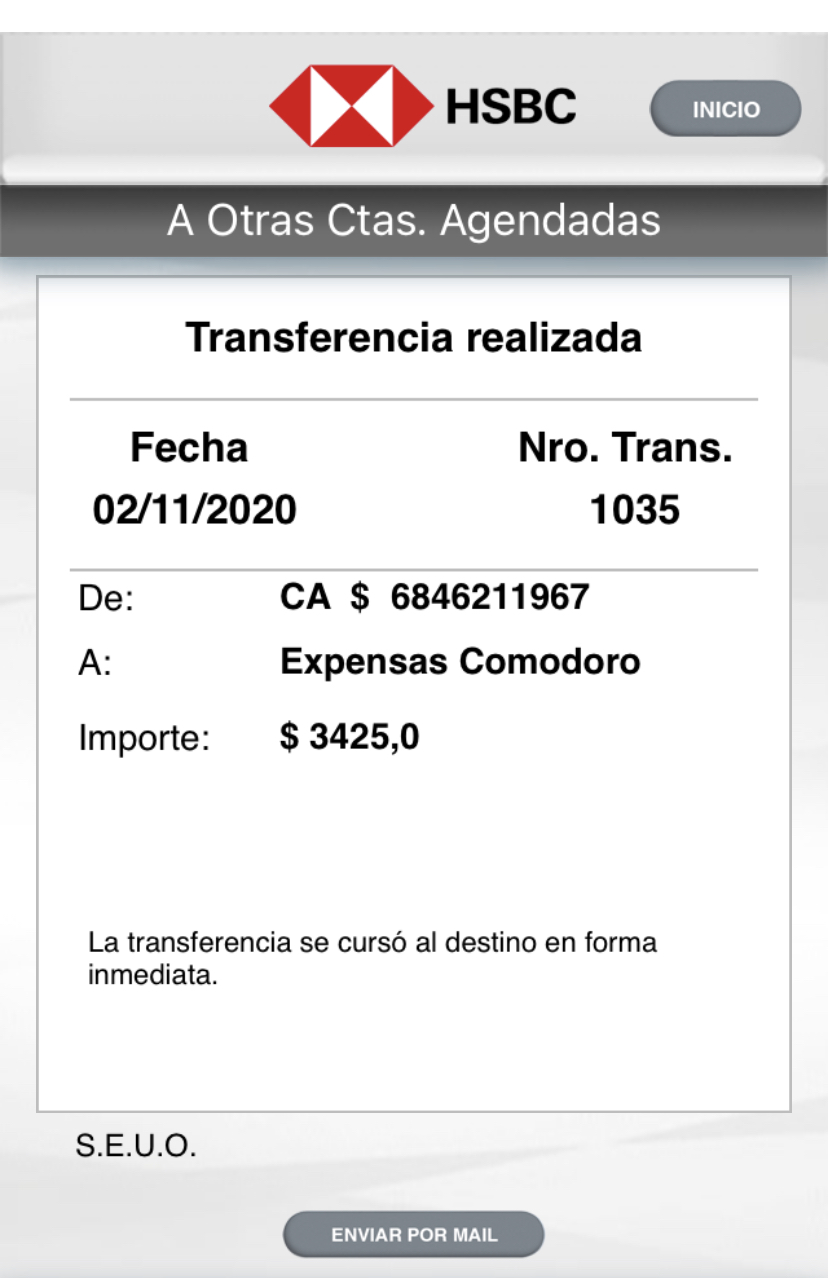 HSBC
INICIO
A Otras Ctas. Agendadas
Transferencia realizada
Fecha Nro. Trans.
02/11/2020 1035
De: CA $ 6846211967
A: Expensas Comodoro
Importe: $ 3425,0
La transferencia se cursó al destino en forma
inmediata.
S.E.U.O.
ENVIAR POR MAIL